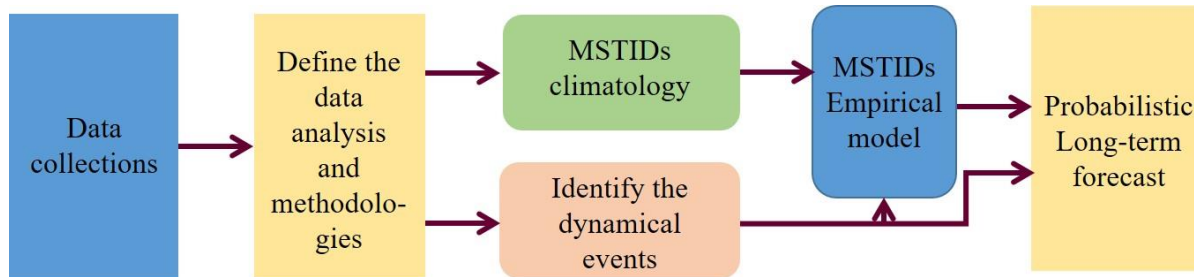 Data
collections
Define the
data
analysis
and
methodolo-
gies
MSTIDs
climatology
Identify the
dynamical
events
MSTIDs
Empirical
model
Probabilistic
Long-term
forecast